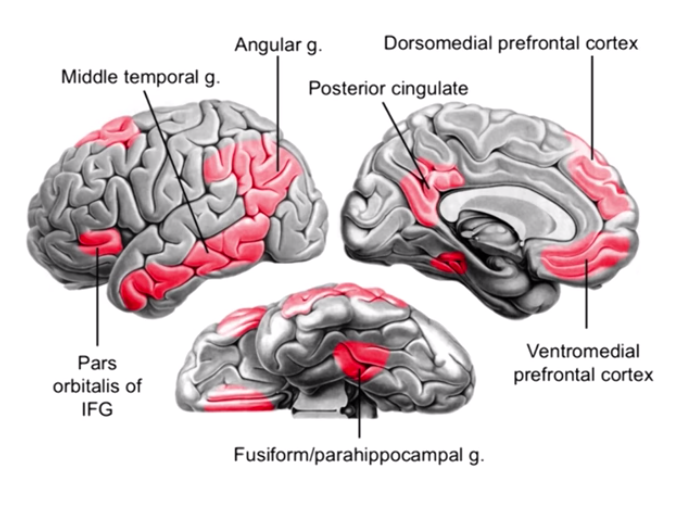 Angular g.
Dorsomedial prefrontal cortex
Middle temporal g.
Posterior cingulate
Pars
orbitalis of
IFG
Ventromedial
prefrontal cortex
Fusiform/parahippocampal g.